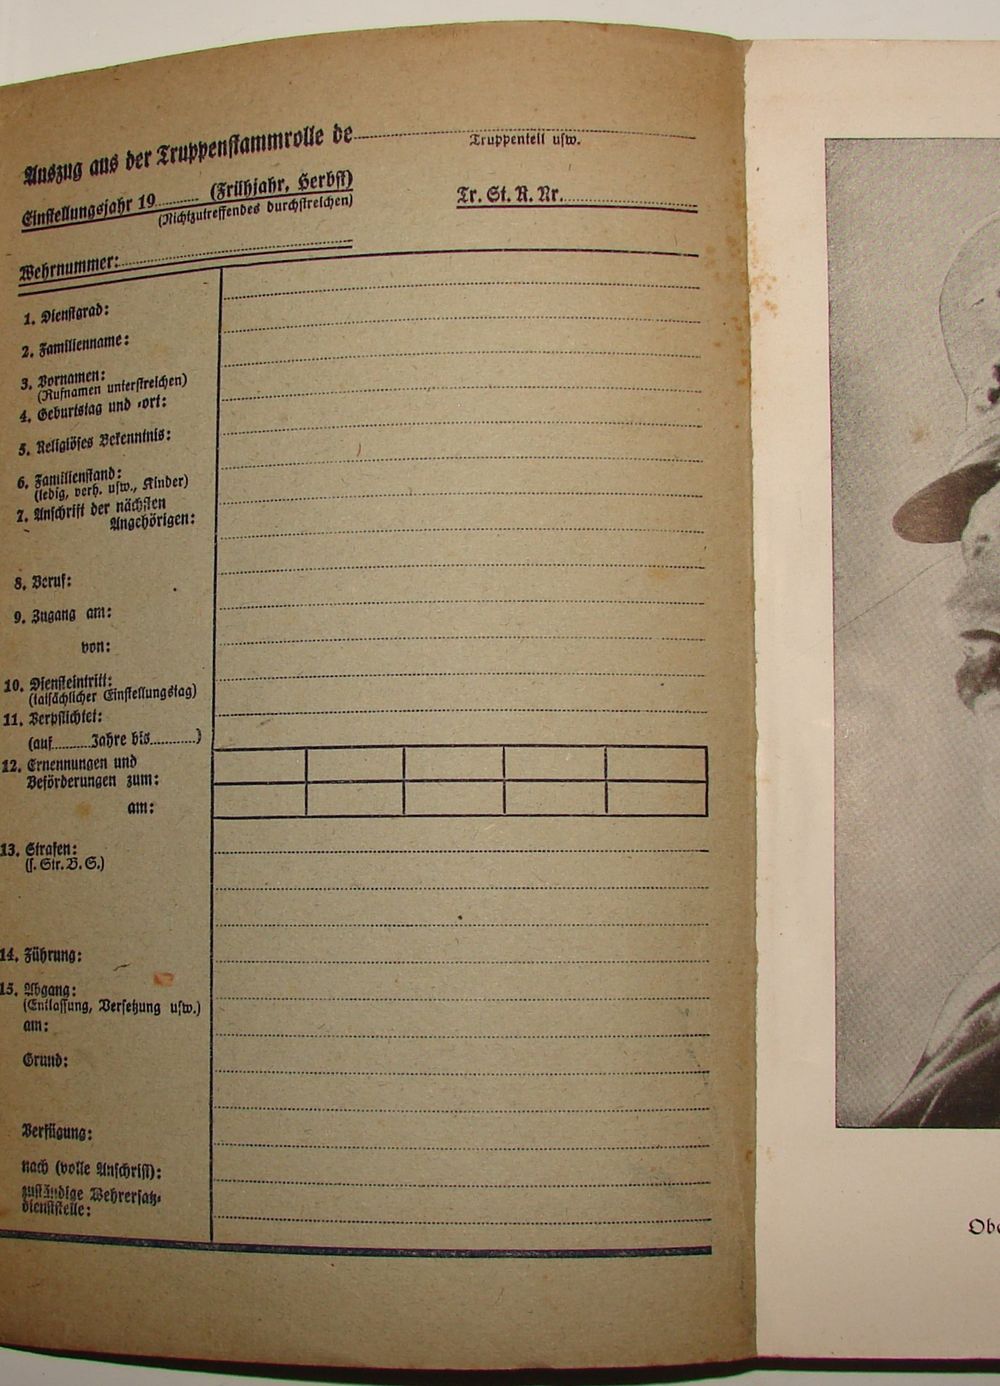 Auszug aus der Truppenstammrolle de
Truppenteil usw.
Einstellungsjahr 19........ (Frühjahr, Herbst)
(Nichtzutreffendes durchstreichen)
Tr. St. R. Nr.
Wehrnummer:
1. Dienstgrad:
2. Familienname:
3. Vornamen:
(Rufnamen unterstreichen)
4. Geburtstag und -ort:
5. Religiöses Bekenntnis:
6. Familienstand:
(ledig, verh. usw., Kinder)
7. Anschrift der nächsten
Angehörigen:
8. Beruf:
9. Zugang am:
von:
10. Diensteintritt:
(tatsächlicher Einstellungstag)
11. Verpflichtet:
(auf........Jahre bis..........)
12. Ernennungen und
Beförderungen zum:
am:
13. Strafen:
(s. Str. B. S.)
14. Führung:
15. Abgang:
(Entlassung, Versetzung usw.)
am:
Grund:
Verfügung:
nach (volle Anschrift):
zuständige Wehrersatz-
dienststelle:
Obe